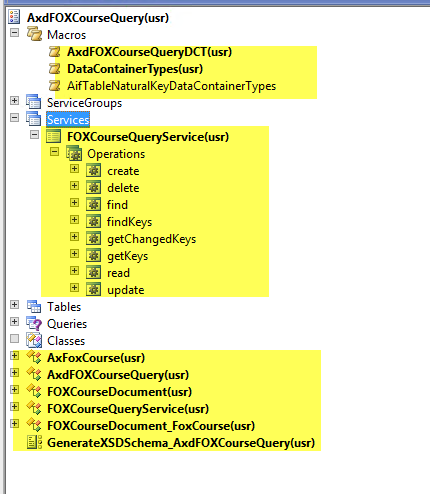 AxdFOXCourseQuery(usr)
Macros
AxdFOXCourseQueryDCT(usr)
DataContainerTypes(usr)
AifTableNaturalKeyDataContainerTypes
ServiceGroups
Services
FOXCourseQueryService(usr)
Operations
create
delete
find
findKeys
getChangedKeys
getKeys
read
update
Tables
Queries
Classes
AxFoxCourse(usr)
AxdFOXCourseQuery(usr)
FOXCourseDocument(usr)
FOXCourseQueryService(usr)
FOXCourseDocument_FoxCourse(usr)
GenerateXSDSchema_AxdFOXCourseQuery(usr)